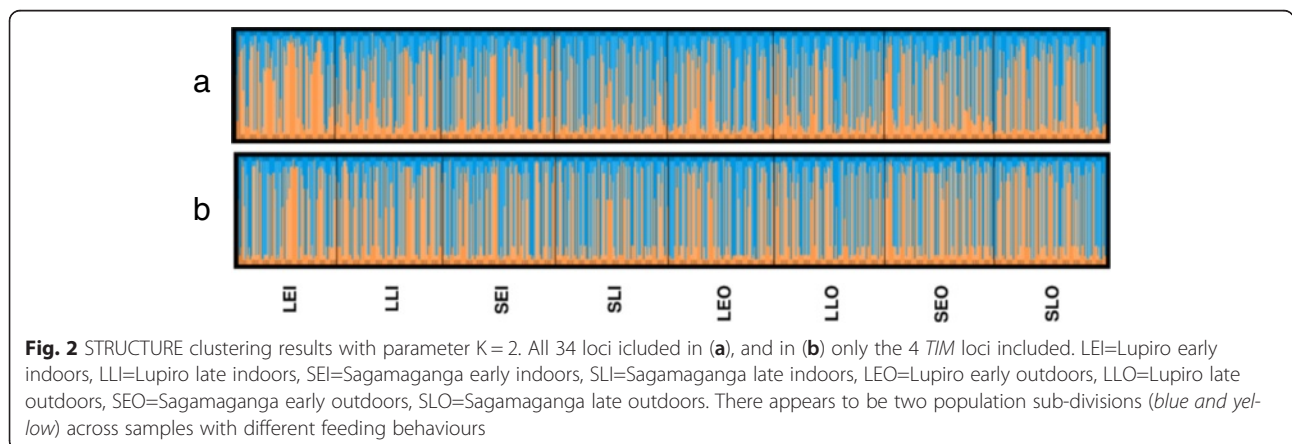 a
b
LEI
LLI
SEI
SLI
LEO
LLO
SEO
SLO
Fig. 2 STRUCTURE clustering results with parameter K = 2. All 34 loci icluded in (a), and in (b) only the 4 TIM loci included. LEI=Lupiro early
indoors, LLI=Lupiro late indoors, SEI=Sagamaganga early indoors, SLI=Sagamaganga late indoors, LEO=Lupiro early outdoors, LLO=Lupiro late
outdoors, SEO=Sagamaganga early outdoors, SLO=Sagamaganga late outdoors. There appears to be two population sub-divisions (blue and yel-
low) across samples with different feeding behaviours